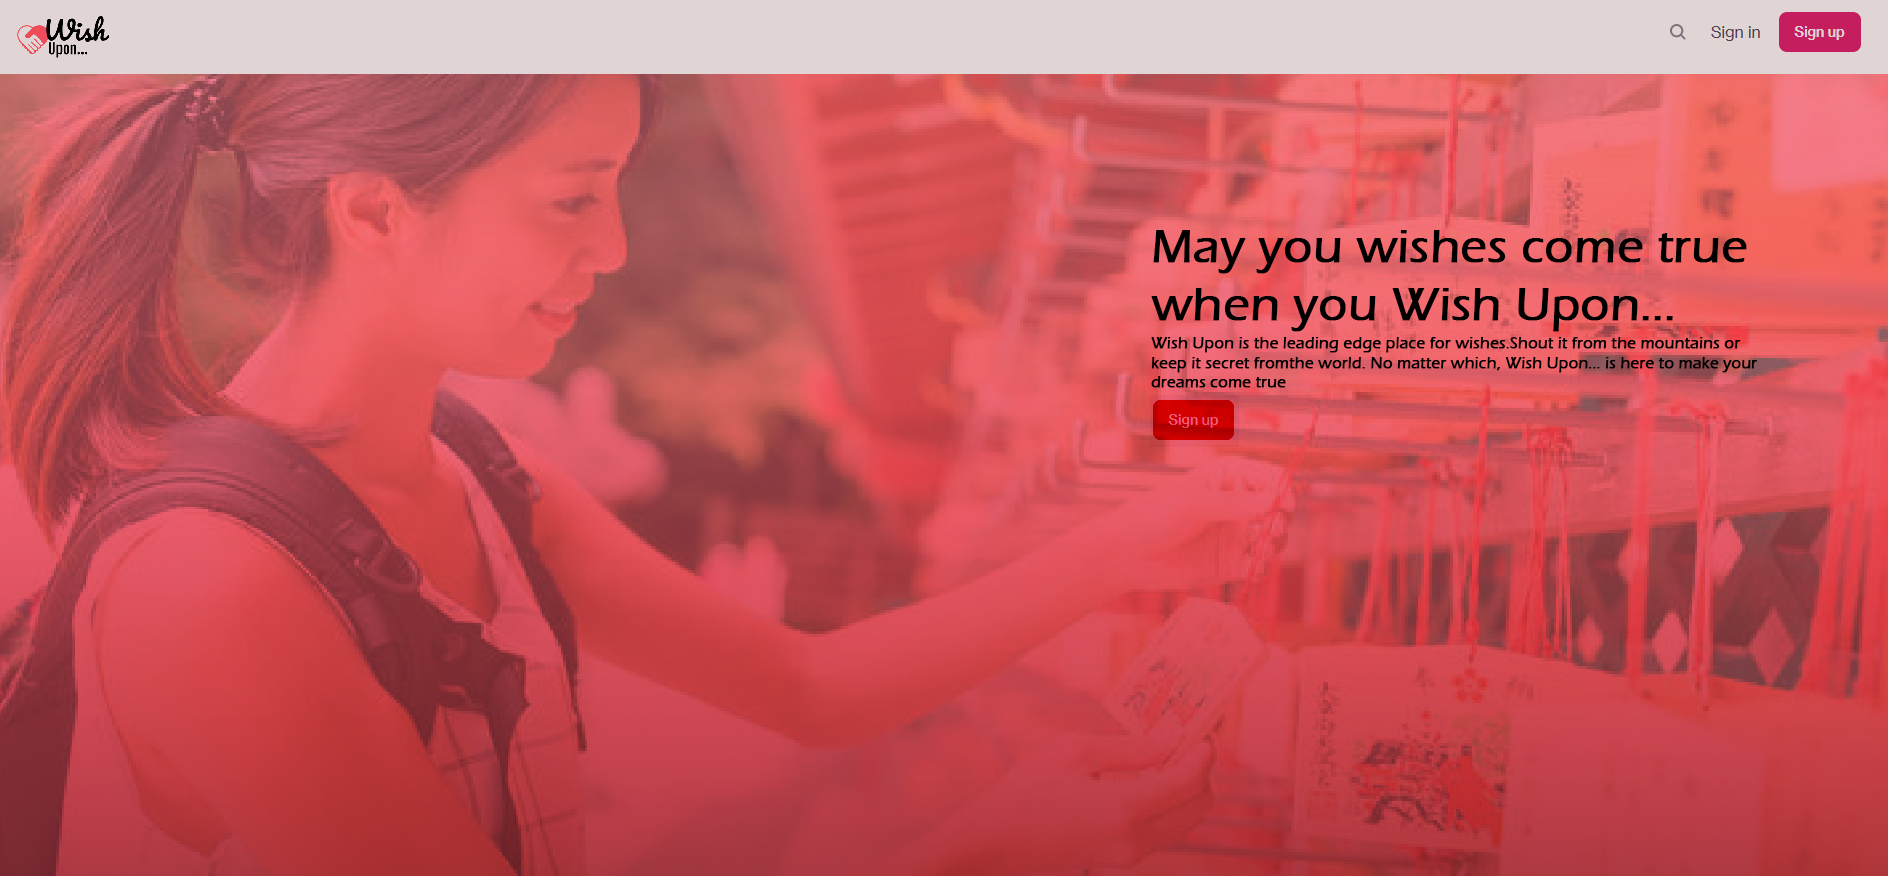 Wish
Upon...
Sign in
Sign up
May you wishes come true
when you Wish Upon...
Wish Upon is the leading edge place for wishes.Shout it from the mountains or
keep it secret fromthe world. No matter which, Wish Upon... is here to make your
dreams come true
Sign up